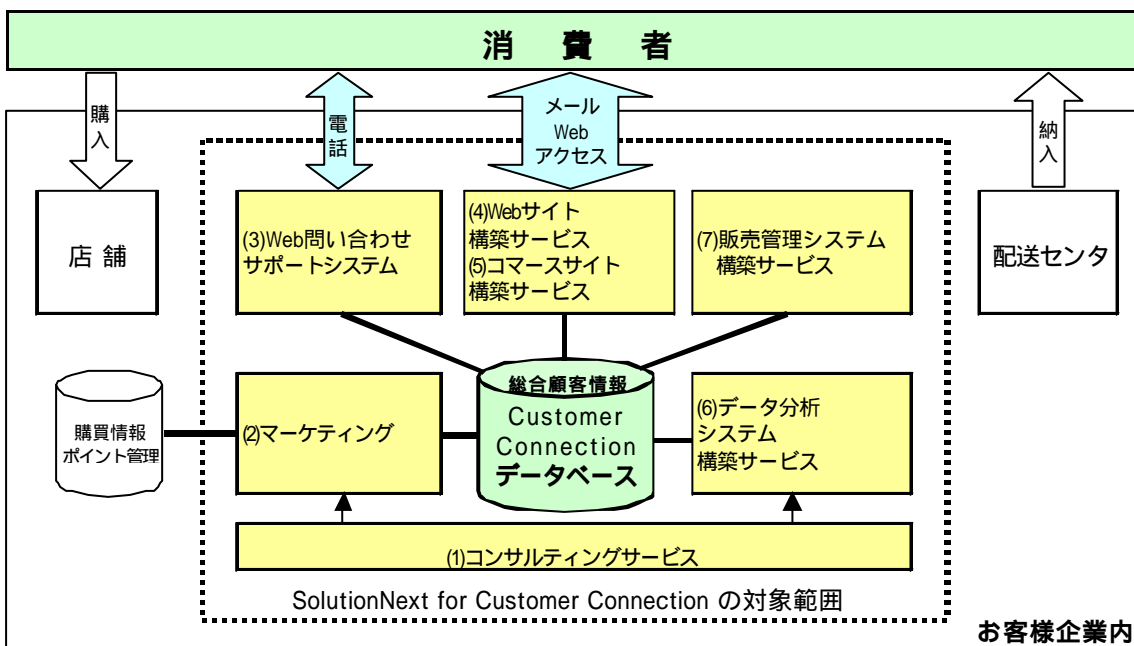 消 費 者
購入
電話
メール
Web
アクセス
納入
店 舗
(3)Web問い合わせ
サポートシステム
(4)Webサイト
構築サービス
(5)コマースサイト
構築サービス
(7)販売管理システム
構築サービス
配送センタ
購買情報
ポイント管理
(2)マーケティング
総合顧客情報
Customer
Connection
データベース
(6)データ分析
システム
構築サービス
(1)コンサルティングサービス
SolutionNext for Customer Connection の対象範囲
お客様企業内